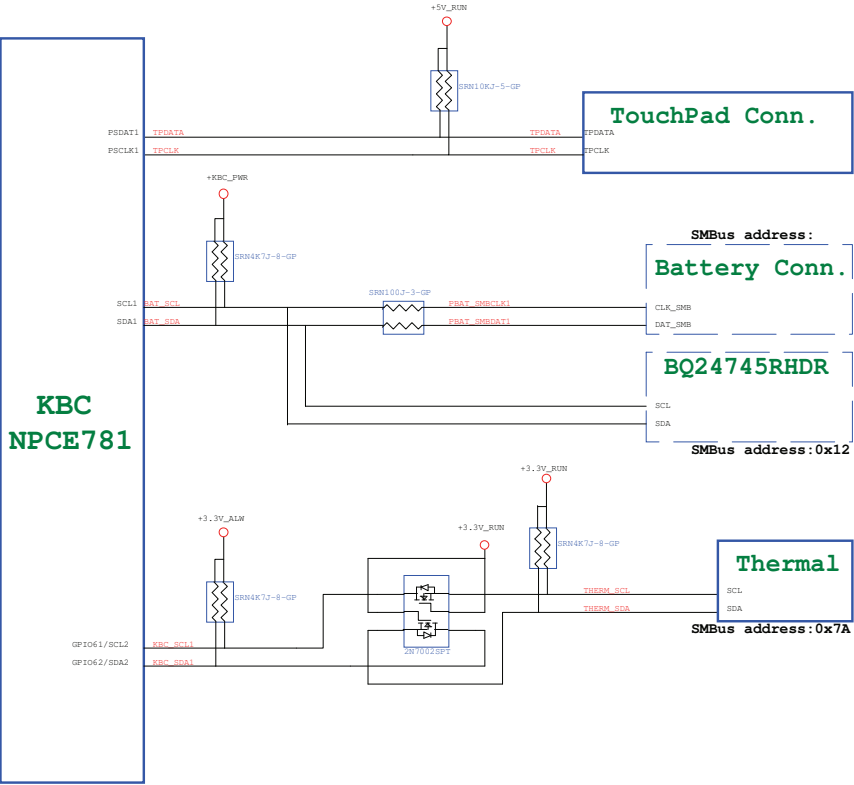 +5V_RUN
SRN10KJ-5-GP
TouchPad Conn.
PSDAT1 TPDATA TPDATA TPDATA
PSCLK1 TPCLK TPCLK TPCLK
+KBC_PWR
SMBus address:
SRN4K7J-8-GP
Battery Conn.
SRN100J-3-GP
SCL1 BAT_SCL PBAT_SMBCLK1 CLK_SMB
SDA1 BAT_SDA PBAT_SMBDAT1 DAT_SMB
BQ24745RHDR
KBC
NPCE781
SCL
SDA
SMBus address:0x12
+3.3V_RUN
+3.3V_ALW
+3.3V_RUN
SRN4K7J-8-GP
Thermal
SRN4K7J-8-GP
THERM_SCL SCL
THERM_SDA SDA
SMBus address:0x7A
GPIO61/SCL2 KBC_SCL1
2N7002SPT
GPIO62/SDA2 KBC_SDA1